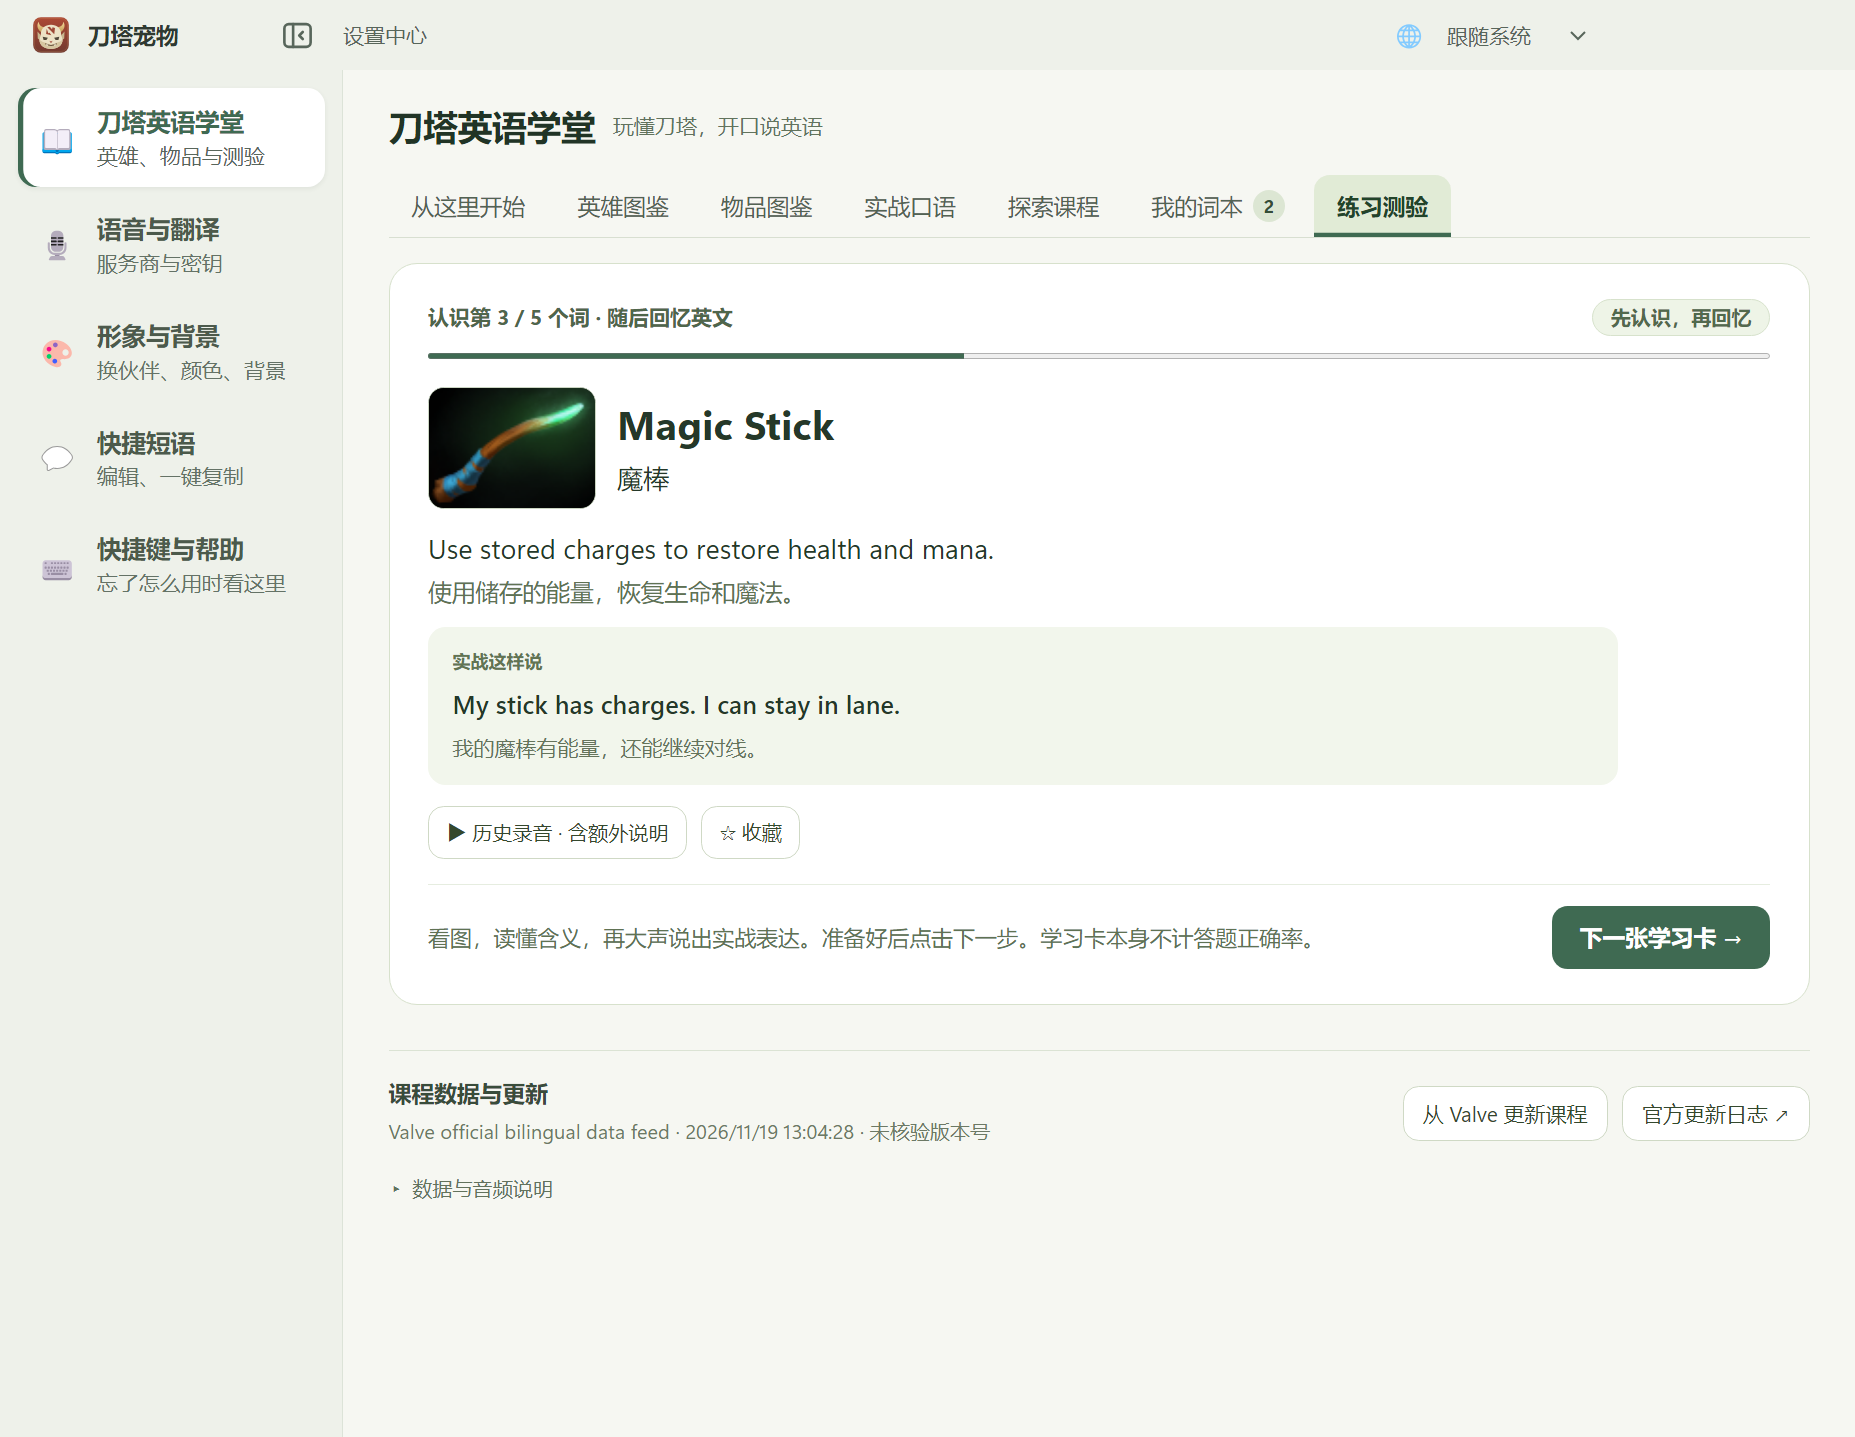 刀塔宠物
设置中心
跟随系统
刀塔英语学堂
英雄、物品与测验
语音与翻译
服务商与密钥
形象与背景
换伙伴、颜色、背景
快捷短语
编辑、一键复制
快捷键与帮助
忘了怎么用时看这里
刀塔英语学堂 玩懂刀塔，开口说英语
从这里开始 英雄图鉴 物品图鉴 实战口语 探索课程 我的词本 2 练习测验
认识第 3 / 5 个词 · 随后回忆英文
先认识，再回忆
Magic Stick
魔棒
Use stored charges to restore health and mana.
使用储存的能量，恢复生命和魔法。
实战这样说
My stick has charges. I can stay in lane.
我的魔棒有能量，还能继续对线。
▶ 历史录音 · 含额外说明 ☆ 收藏
看图，读懂含义，再大声说出实战表达。准备好后点击下一步。学习卡本身不计答题正确率。
下一张学习卡 →
课程数据与更新
Valve official bilingual data feed · 2026/11/19 13:04:28 · 未核验版本号
从 Valve 更新课程 官方更新日志 ↗
▸ 数据与音频说明